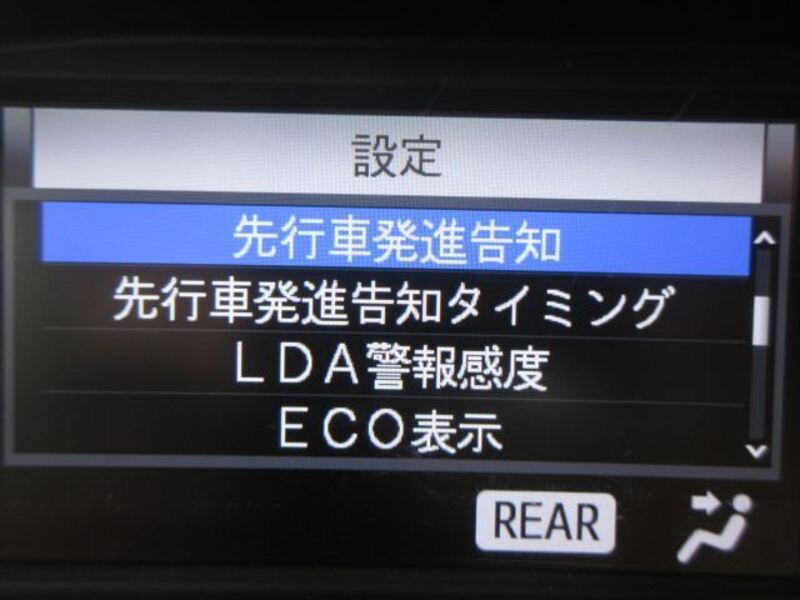 設定
先行車発進告知
先行車発進告知タイミング
ＬＤＡ警報感度
ＥＣＯ表示
REAR